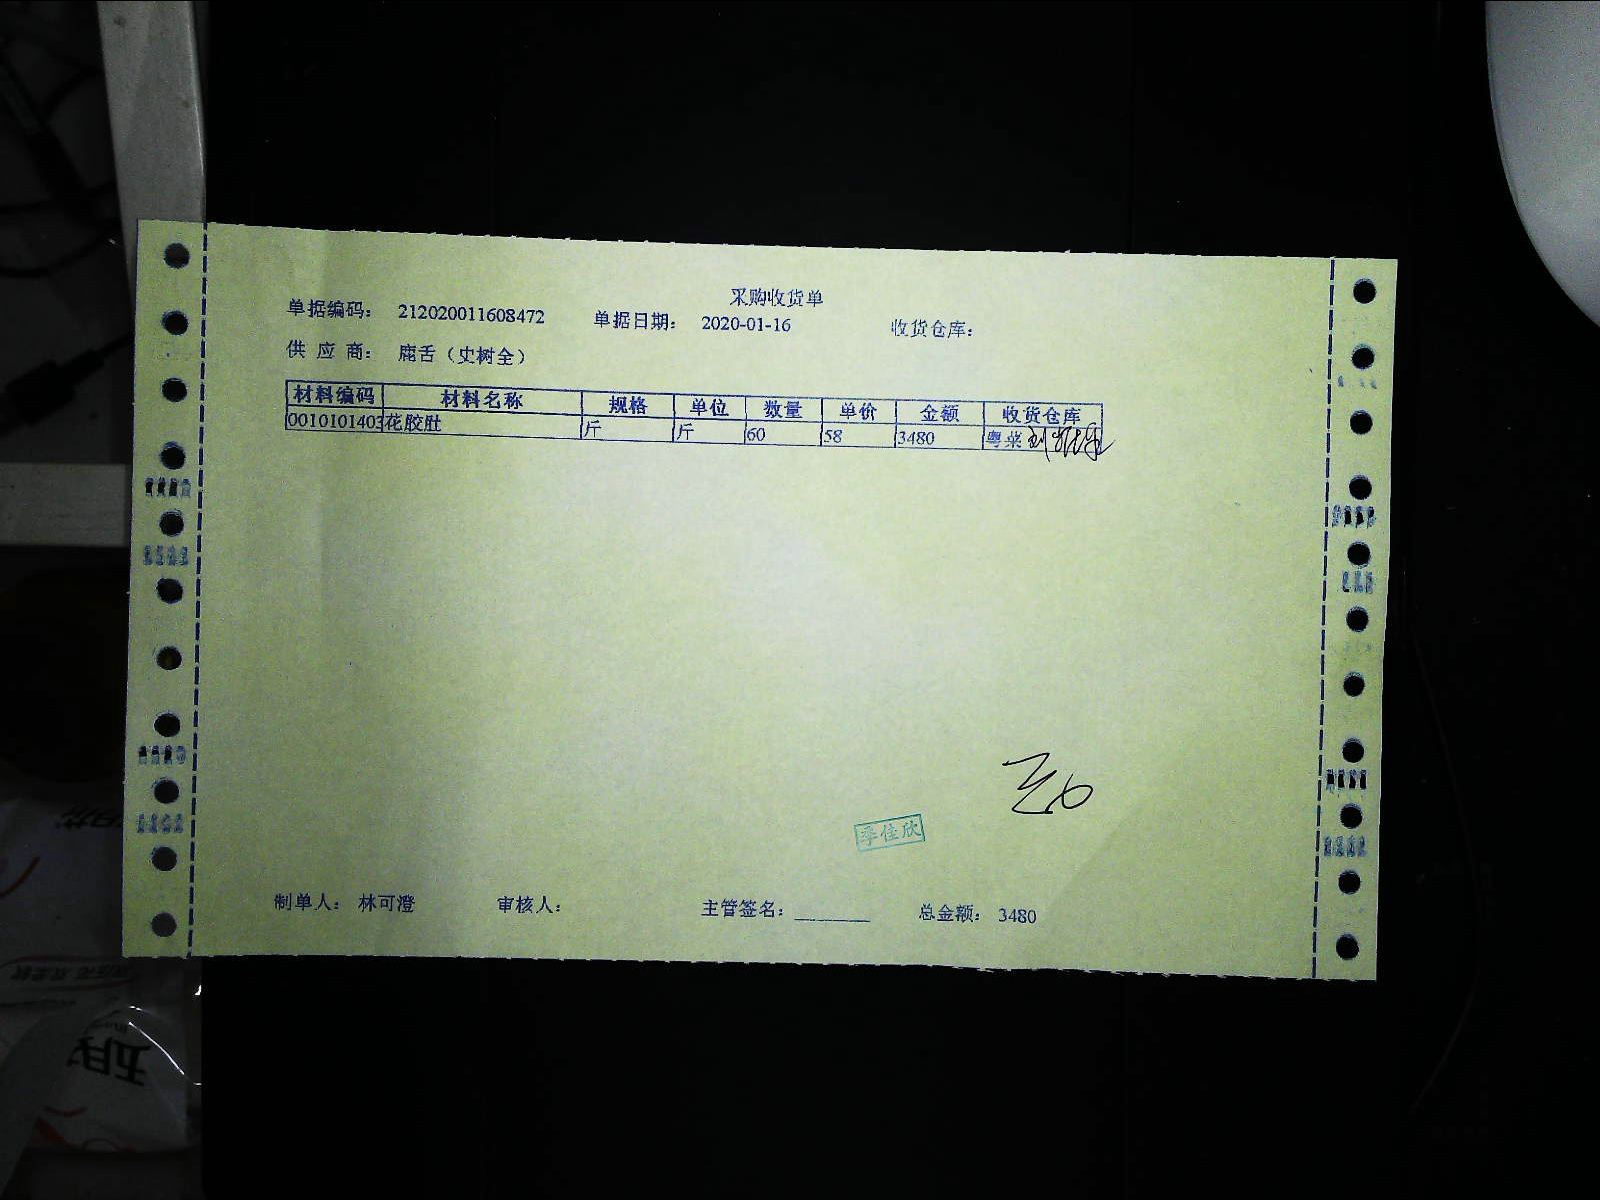 采购收货单
单据编码： 212020011608472 单据日期： 2020-01-16 收货仓库：
供 应 商： 鹿舌（史树全）
材料编码 材料名称 规格 单位 数量 单价 金额 收货仓库
0010101403 花胶肚 斤 斤 60 58 3480 粤菜
李佳欣
制单人： 林可澄 审核人： 主管签名：________ 总金额： 3480
五月